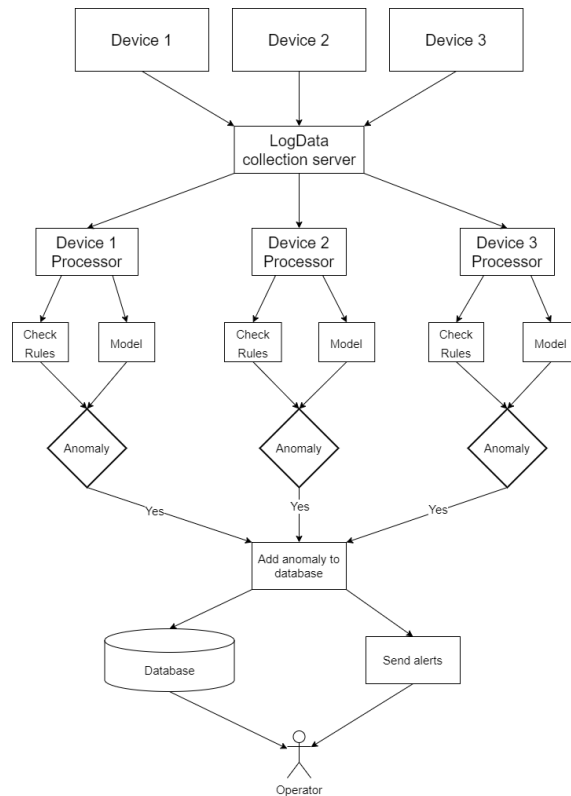 Device 1
Device 2
Device 3
LogData
collection server
Device 1
Processor
Device 2
Processor
Device 3
Processor
Check
Rules
Model
Check
Rules
Model
Check
Rules
Model
Anomaly
Anomaly
Anomaly
Yes
Yes
Yes
Add anomaly to
database
Database
Send alerts
Operator